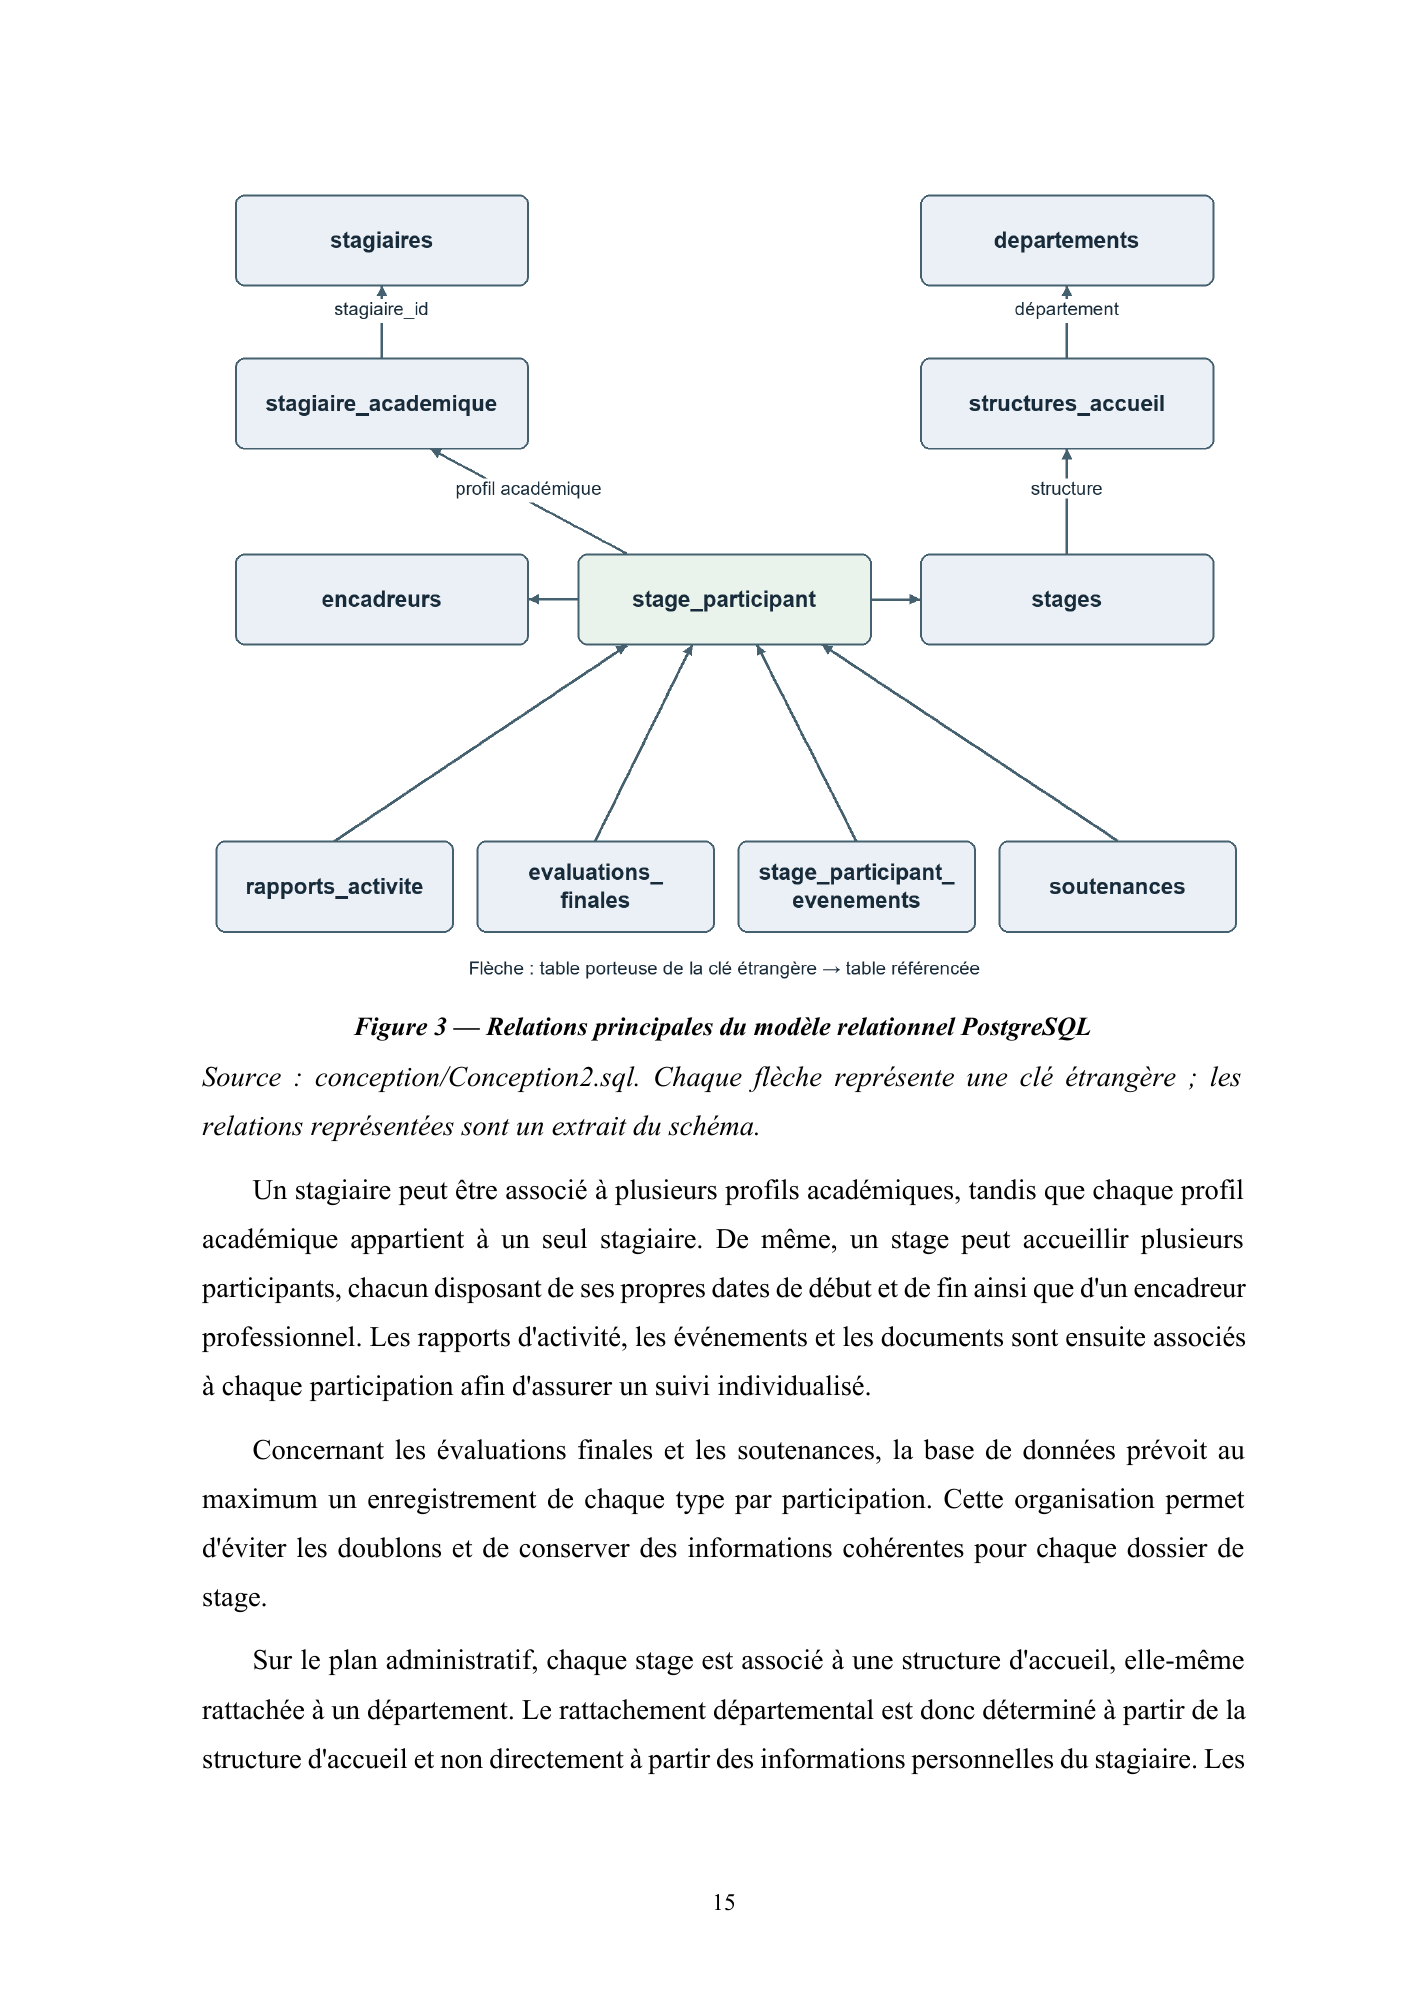 stagiaires
departements
stagiaire_id
département
stagiaire_academique
structures_accueil
profil académique
structure
encadreurs
stage_participant
stages
rapports_activite
evaluations_
finales
stage_participant_
evenements
soutenances
Flèche : table porteuse de la clé étrangère → table référencée
Figure 3 — Relations principales du modèle relationnel PostgreSQL
Source : conception/Conception2.sql. Chaque flèche représente une clé étrangère ; les
relations représentées sont un extrait du schéma.
Un stagiaire peut être associé à plusieurs profils académiques, tandis que chaque profil
académique appartient à un seul stagiaire. De même, un stage peut accueillir plusieurs
participants, chacun disposant de ses propres dates de début et de fin ainsi que d'un encadreur
professionnel. Les rapports d'activité, les événements et les documents sont ensuite associés
à chaque participation afin d'assurer un suivi individualisé.
Concernant les évaluations finales et les soutenances, la base de données prévoit au
maximum un enregistrement de chaque type par participation. Cette organisation permet
d'éviter les doublons et de conserver des informations cohérentes pour chaque dossier de
stage.
Sur le plan administratif, chaque stage est associé à une structure d'accueil, elle-même
rattachée à un département. Le rattachement départemental est donc déterminé à partir de la
structure d'accueil et non directement à partir des informations personnelles du stagiaire. Les
15